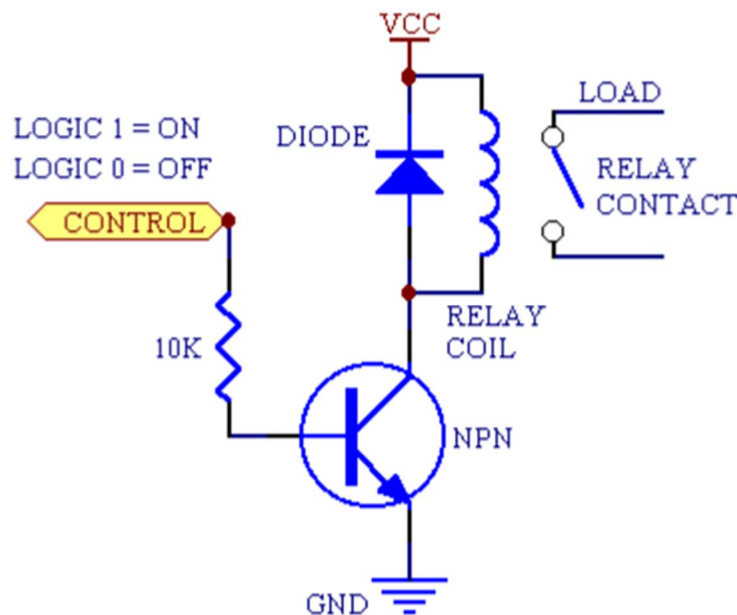 VCC
LOGIC 1 = ON
LOGIC 0 = OFF
CONTROL
DIODE
LOAD
RELAY
CONTACT
10K
RELAY
COIL
NPN
GND